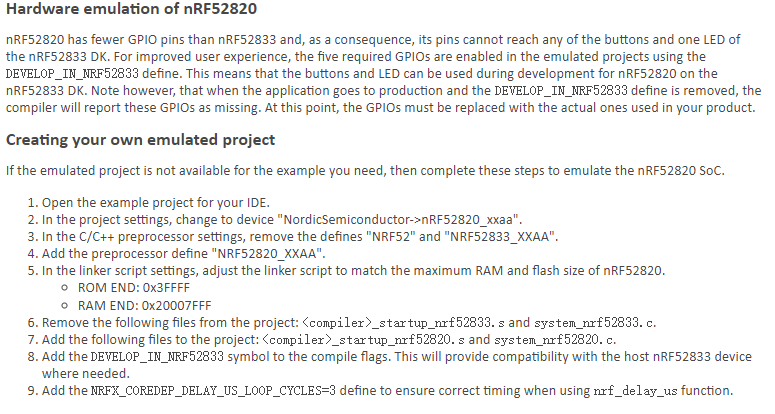 Hardware emulation of nRF52820
nRF52820 has fewer GPIO pins than nRF52833 and, as a consequence, its pins cannot reach any of the buttons and one LED of
the nRF52833 DK. For improved user experience, the five required GPIOs are enabled in the emulated projects using the
DEVELOP_IN_NRF52833 define. This means that the buttons and LED can be used during development for nRF52820 on the
nRF52833 DK. Note however, that when the application goes to production and the DEVELOP_IN_NRF52833 define is removed, the
compiler will report these GPIOs as missing. At this point, the GPIOs must be replaced with the actual ones used in your product.
Creating your own emulated project
If the emulated project is not available for the example you need, then complete these steps to emulate the nRF52820 SoC.
1. Open the example project for your IDE.
2. In the project settings, change to device "NordicSemiconductor->nRF52820_xxaa".
3. In the C/C++ preprocessor settings, remove the defines "NRF52" and "NRF52833_XXAA".
4. Add the preprocessor define "NRF52820_XXAA".
5. In the linker script settings, adjust the linker script to match the maximum RAM and flash size of nRF52820.
○ ROM END: 0x3FFFF
○ RAM END: 0x20007FFF
6. Remove the following files from the project: <compiler>_startup_nrf52833.s and system_nrf52833.c.
7. Add the following files to the project: <compiler>_startup_nrf52820.s and system_nrf52820.c.
8. Add the DEVELOP_IN_NRF52833 symbol to the compile flags. This will provide compatibility with the host nRF52833 device
where needed.
9. Add the NRFX_COREDEP_DELAY_US_LOOP_CYCLES=3 define to ensure correct timing when using nrf_delay_us function.